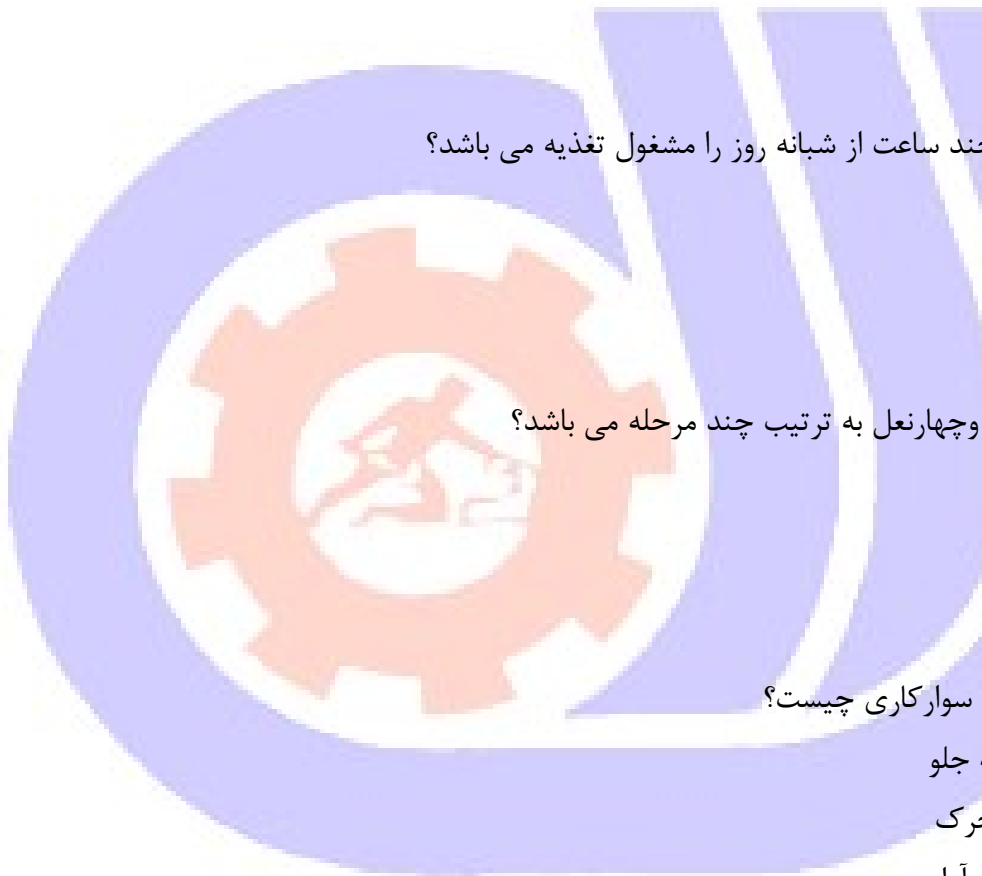 چند ساعت از شبانه روز را مشغول تغذیه می باشد؟
وچهارنعل به ترتیب چند مرحله می باشد؟
سوارکاری چیست؟
جلو